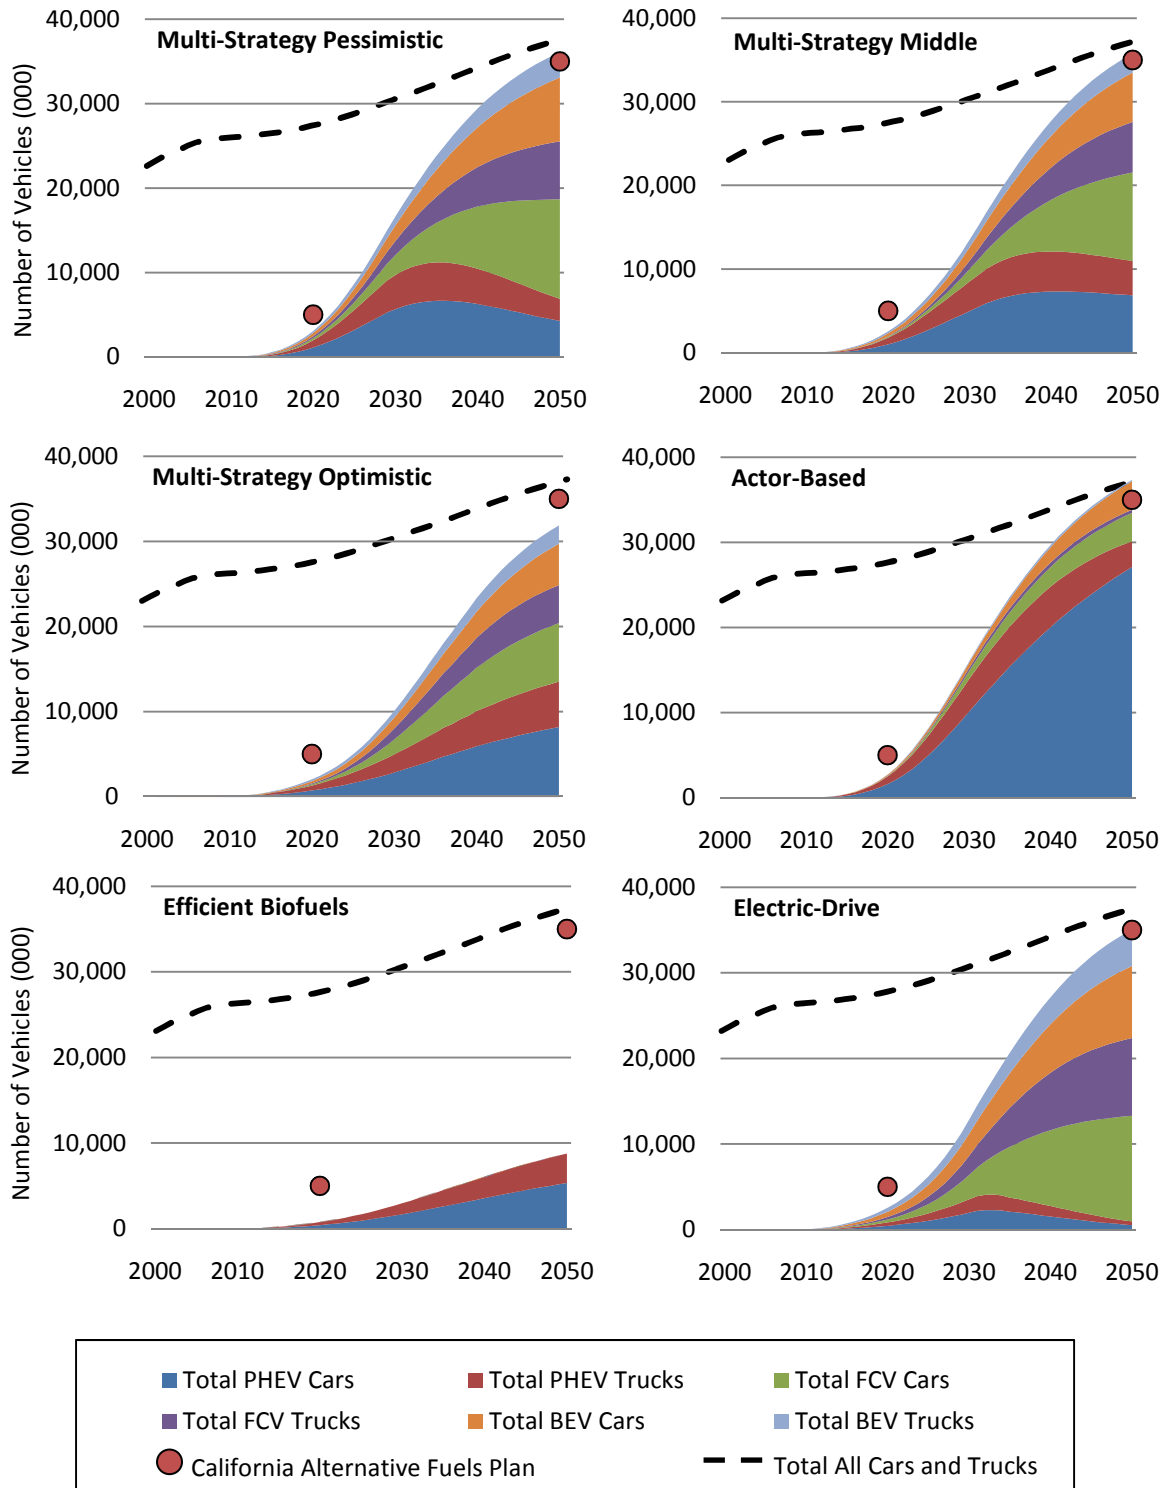 Multi-Strategy Pessimistic
Number of Vehicles (000)
40,000
30,000
20,000
10,000
0
2000 2010 2020 2030 2040 2050
Multi-Strategy Middle
40,000
30,000
20,000
10,000
0
2000 2010 2020 2030 2040 2050
Multi-Strategy Optimistic
Number of Vehicles (000)
40,000
30,000
20,000
10,000
0
2000 2010 2020 2030 2040 2050
Actor-Based
40,000
30,000
20,000
10,000
0
2000 2010 2020 2030 2040 2050
Efficient Biofuels
Number of Vehicles (000)
40,000
30,000
20,000
10,000
0
2000 2010 2020 2030 2040 2050
Electric-Drive
40,000
30,000
20,000
10,000
0
2000 2010 2020 2030 2040 2050
Total PHEV Cars Total PHEV Trucks Total FCV Cars
Total FCV Trucks Total BEV Cars Total BEV Trucks
California Alternative Fuels Plan Total All Cars and Trucks